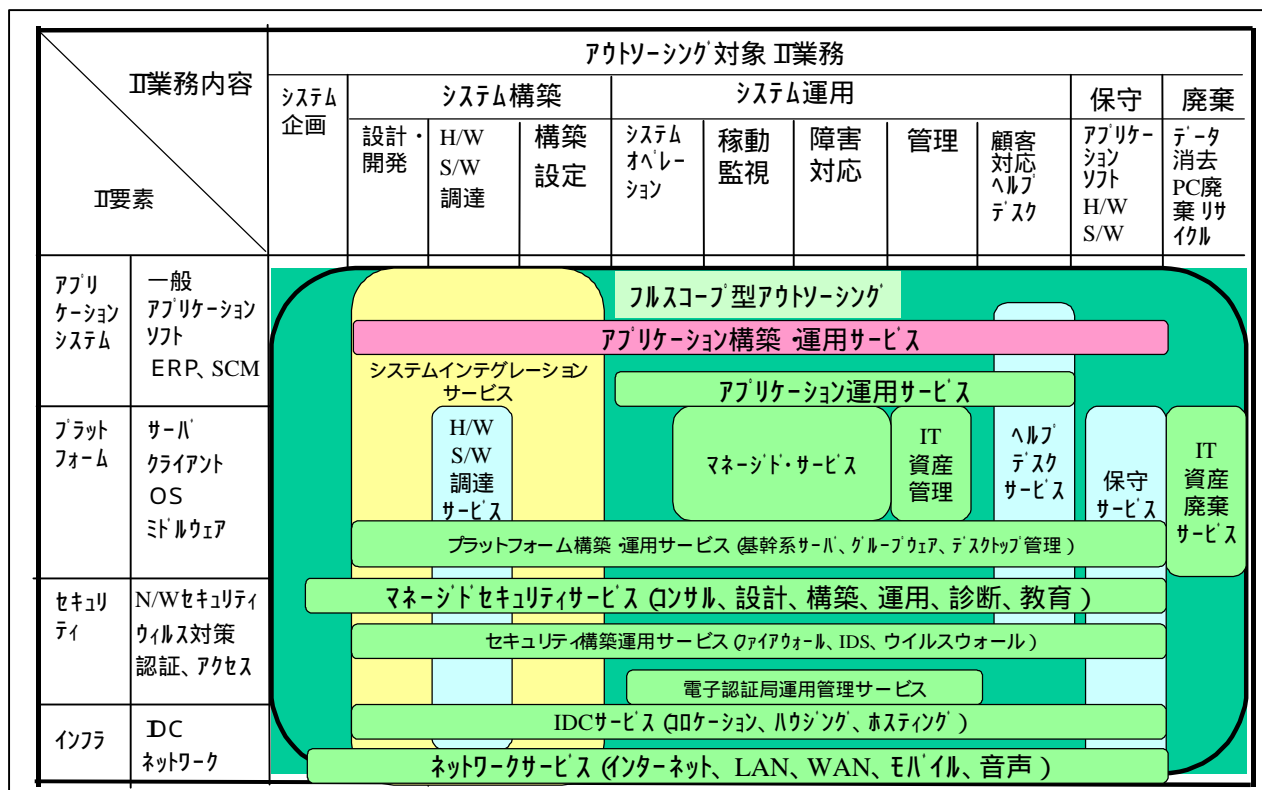 アウトソーシング対象IT業務
IT業務内容
IT要素
システム
企画
システム構築
システム運用
保守
廃棄
設計・
開発
H/W
S/W
調達
構築
設定
システム
オペレー
ション
稼動
監視
障害
対応
管理
顧客
対応
ヘルプ
デスク
アプリケー
ション
ソフト
H/W
S/W
データ
消去
PC廃
棄リサ
イクル
アプリ
ケーション
システム
一般
アプリケーション
ソフト
ERP、SCM
フルスコープ型アウトソーシング
アプリケーション構築・運用サービス
システムインテグレーション
サービス
アプリケーション運用サービス
プラット
フォーム
サーバ
クライアント
OS
ミドルウェア
H/W
S/W
調達
サービス
マネージド・サービス
IT
資産
管理
ヘルプ
デスク
サービス
保守
サービス
IT
資産
廃棄
サービス
プラットフォーム構築・運用サービス(基幹系サーバ、グループウェア、デスクトップ管理)
セキュリ
ティ
N/Wセキュリティ
ウィルス対策
認証、アクセス
マネージドセキュリティサービス(コンサル、設計、構築、運用、診断、教育)
セキュリティ構築運用サービス(ファイアウォール、IDS、ウイルスウォール)
電子認証局運用管理サービス
インフラ
IDC
ネットワーク
IDCサービス(コロケーション、ハウジング、ホスティング)
ネットワークサービス(インターネット、LAN、WAN、モバイル、音声)